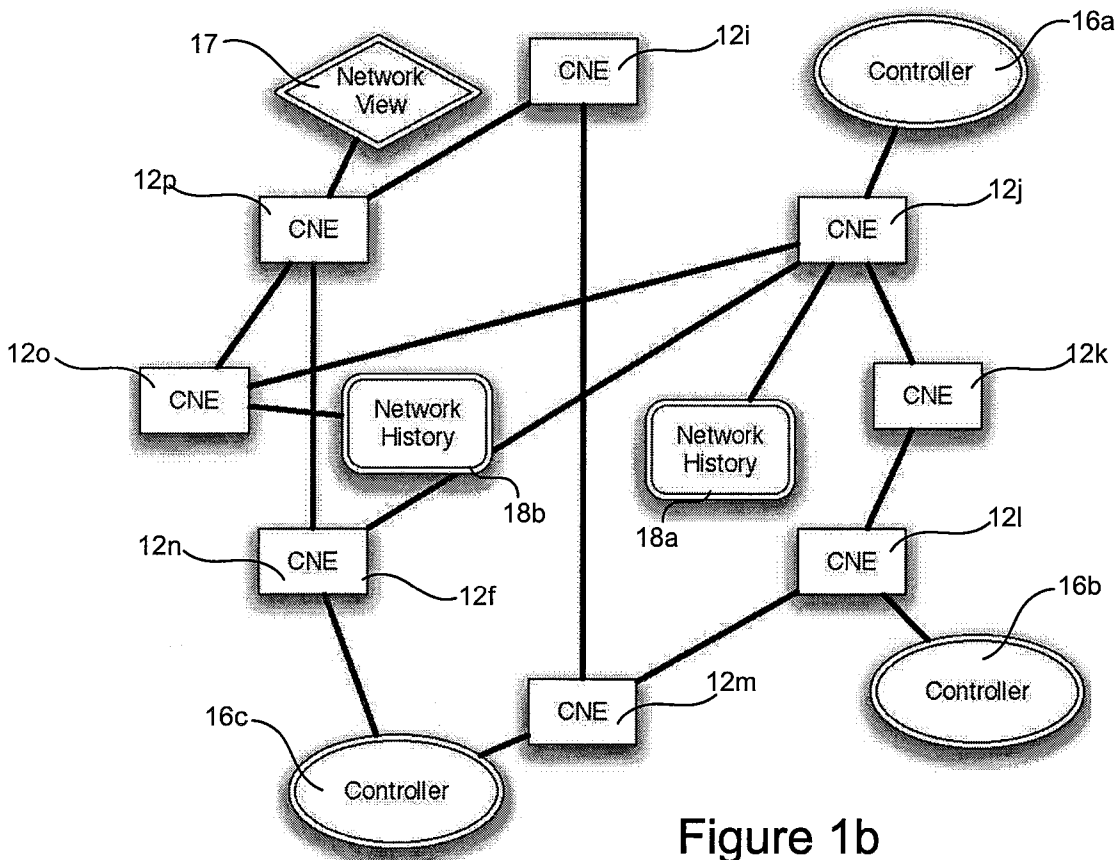 17
Network
View
CNE
12i
Controller
16a
12p
CNE
CNE
12j
12o
CNE
Network
History
18b
Network
History
18a
CNE
12k
12n
CNE
12f
CNE
12l
16b
Controller
CNE
12m
16c
Controller
Figure 1b